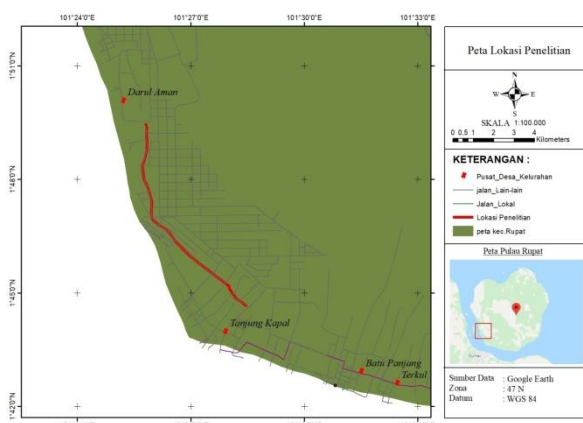 101°24'0"E 101°27'0"E 101°30'0"E 101°33'0"E
1°51'0"N
1°48'0"N
1°45'0"N
1°42'0"N
Darul Aman
Tanjung Kapal
Batu Panjang
Terkul
Peta Lokasi Penelitian
N
W E
S
SKALA 1:100.000
0 0.5 1 2 3 4
Kilometers
KETERANGAN :
Pusat_Desa_Kelurahan
jalan_Lain-lain
Jalan_Lokal
Lokasi Penelitian
peta kec.Rupat
Peta Pulau Rupat
Sumber Data : Google Earth
Zona : 47 N
Datum : WGS 84